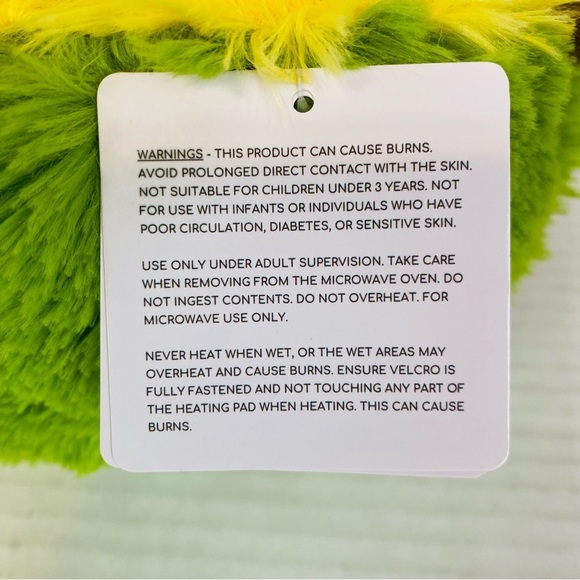 WARNINGS - THIS PRODUCT CAN CAUSE BURNS.
AVOID PROLONGED DIRECT CONTACT WITH THE SKIN.
NOT SUITABLE FOR CHILDREN UNDER 3 YEARS. NOT
FOR USE WITH INFANTS OR INDIVIDUALS WHO HAVE
POOR CIRCULATION, DIABETES, OR SENSITIVE SKIN.
USE ONLY UNDER ADULT SUPERVISION. TAKE CARE
WHEN REMOVING FROM THE MICROWAVE OVEN. DO
NOT INGEST CONTENTS. DO NOT OVERHEAT. FOR
MICROWAVE USE ONLY.
NEVER HEAT WHEN WET, OR THE WET AREAS MAY
OVERHEAT AND CAUSE BURNS. ENSURE VELCRO IS
FULLY FASTENED AND NOT TOUCHING ANY PART OF
THE HEATING PAD WHEN HEATING. THIS CAN CAUSE
BURNS.